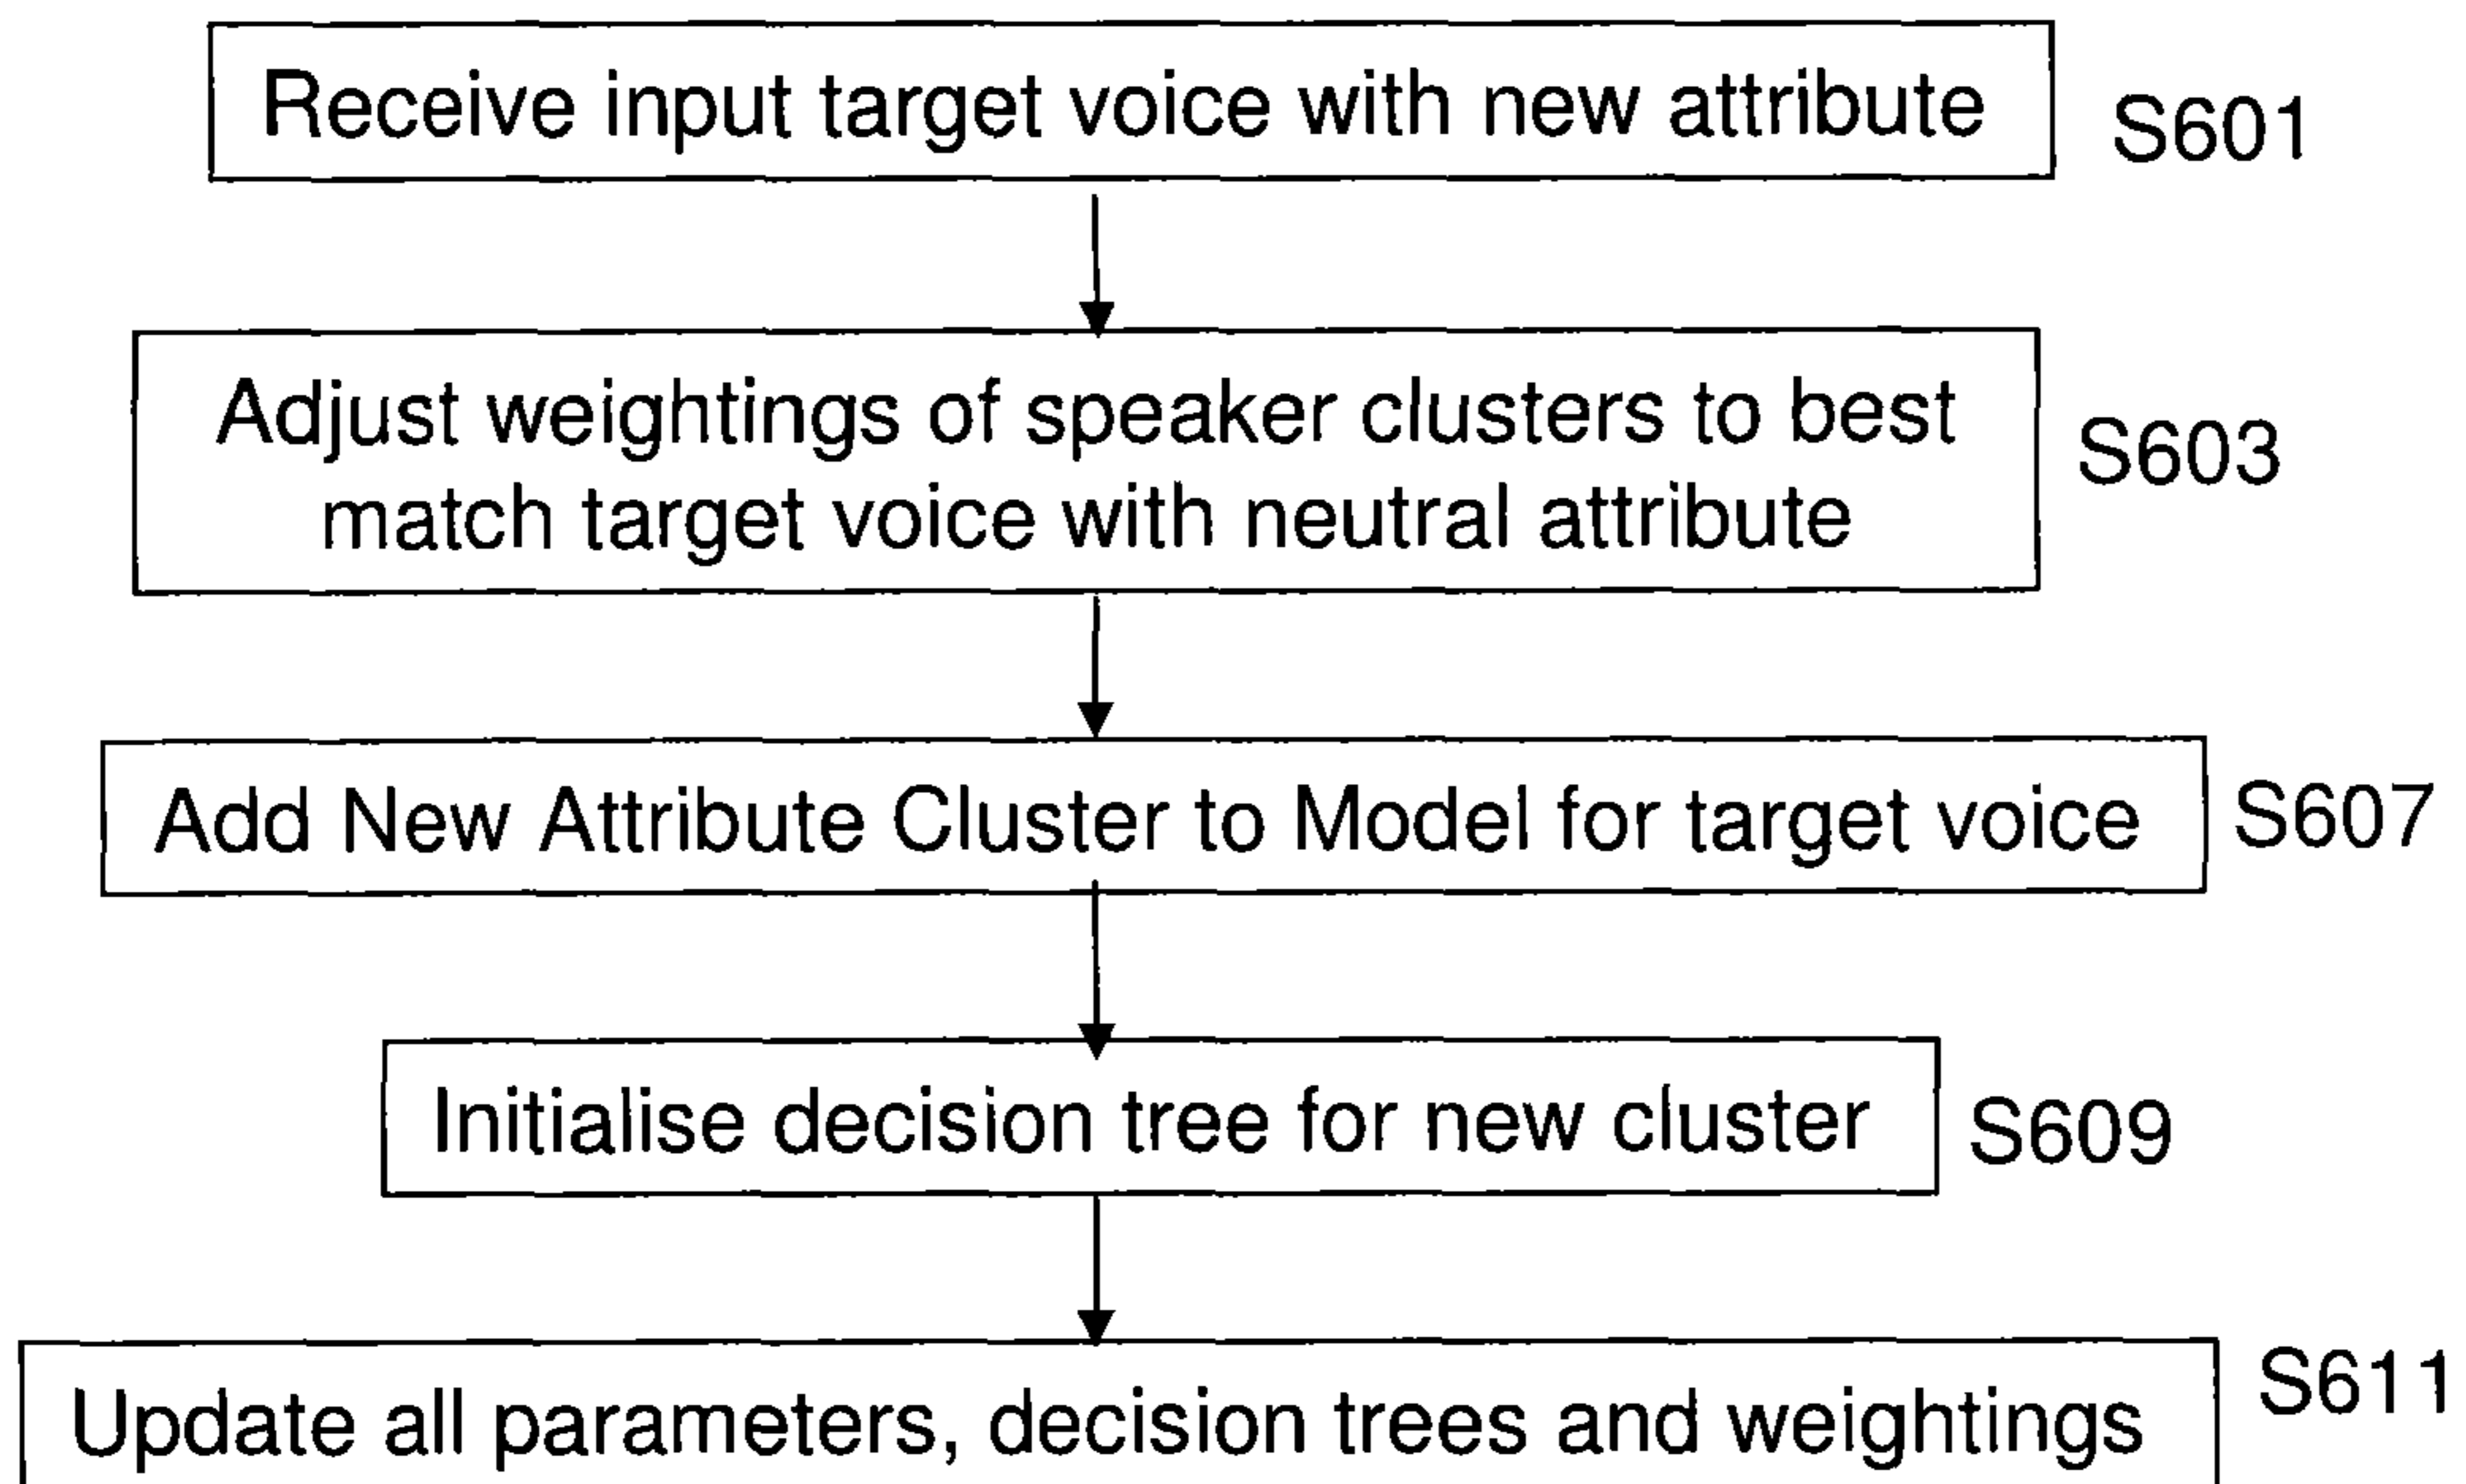 Receive input target voice with new attribute
S601
Adjust weightings of speaker clusters to best
match target voice with neutral attribute
S603
Add New Attribute Cluster to Model for target voice
S607
Initialise decision tree for new cluster
S609
Update all parameters, decision trees and weightings
S611